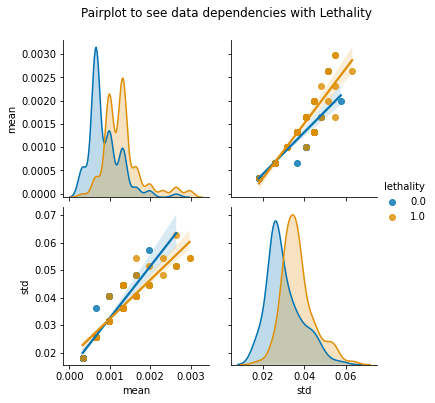 Pairplot to see data dependencies with Lethality
0.0030
0.0025
0.0020
0.0015
0.0010
0.0005
0.0000
mean
lethality
0.0
1.0
0.07
0.06
0.05
0.04
0.03
0.02
std
0.000 0.001 0.002 0.003
mean
0.02 0.04 0.06
std